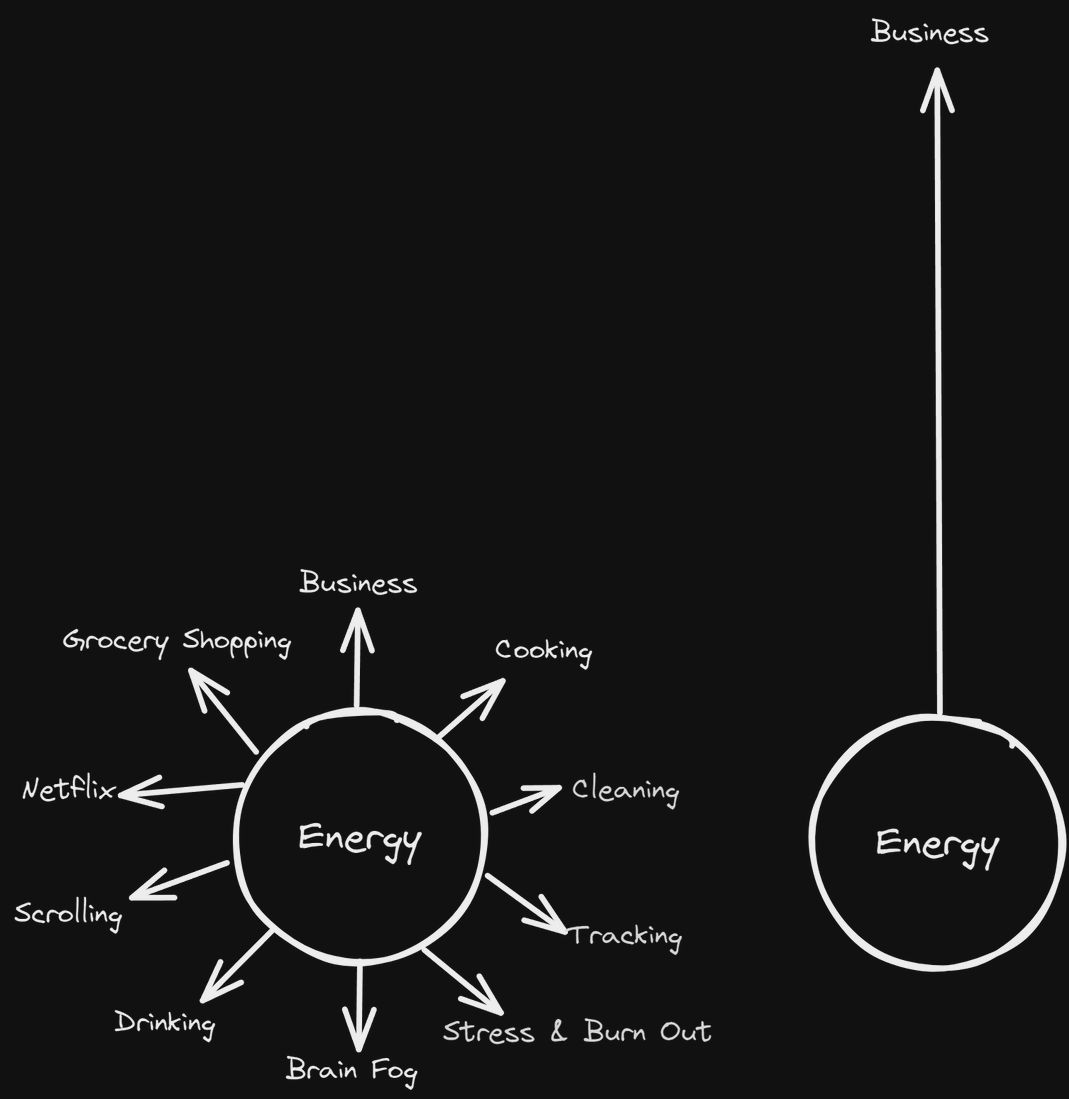 Business
Business
Grocery Shopping
Cooking
Netflix
Cleaning
Energy
Energy
Scrolling
Tracking
Drinking
Stress & Burn Out
Brain Fog